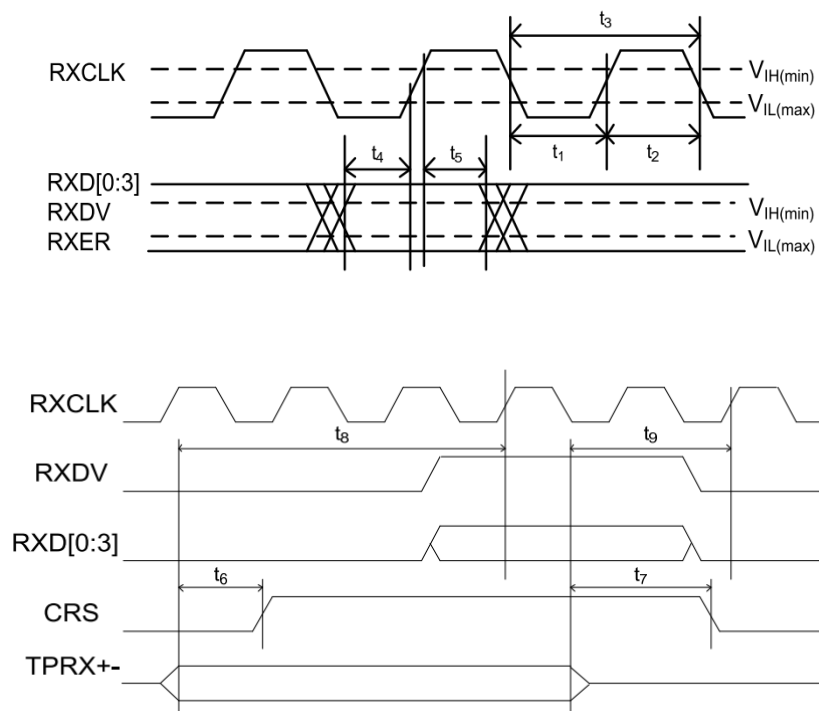 t3
RXCLK
VIH(min)
VIL(max)
t4
t5
t1
t2
RXD[0:3]
RXDV
VIH(min)
RXER
VIL(max)
RXCLK
t8
t9
RXDV
RXD[0:3]
t6
t7
CRS
TPRX+-